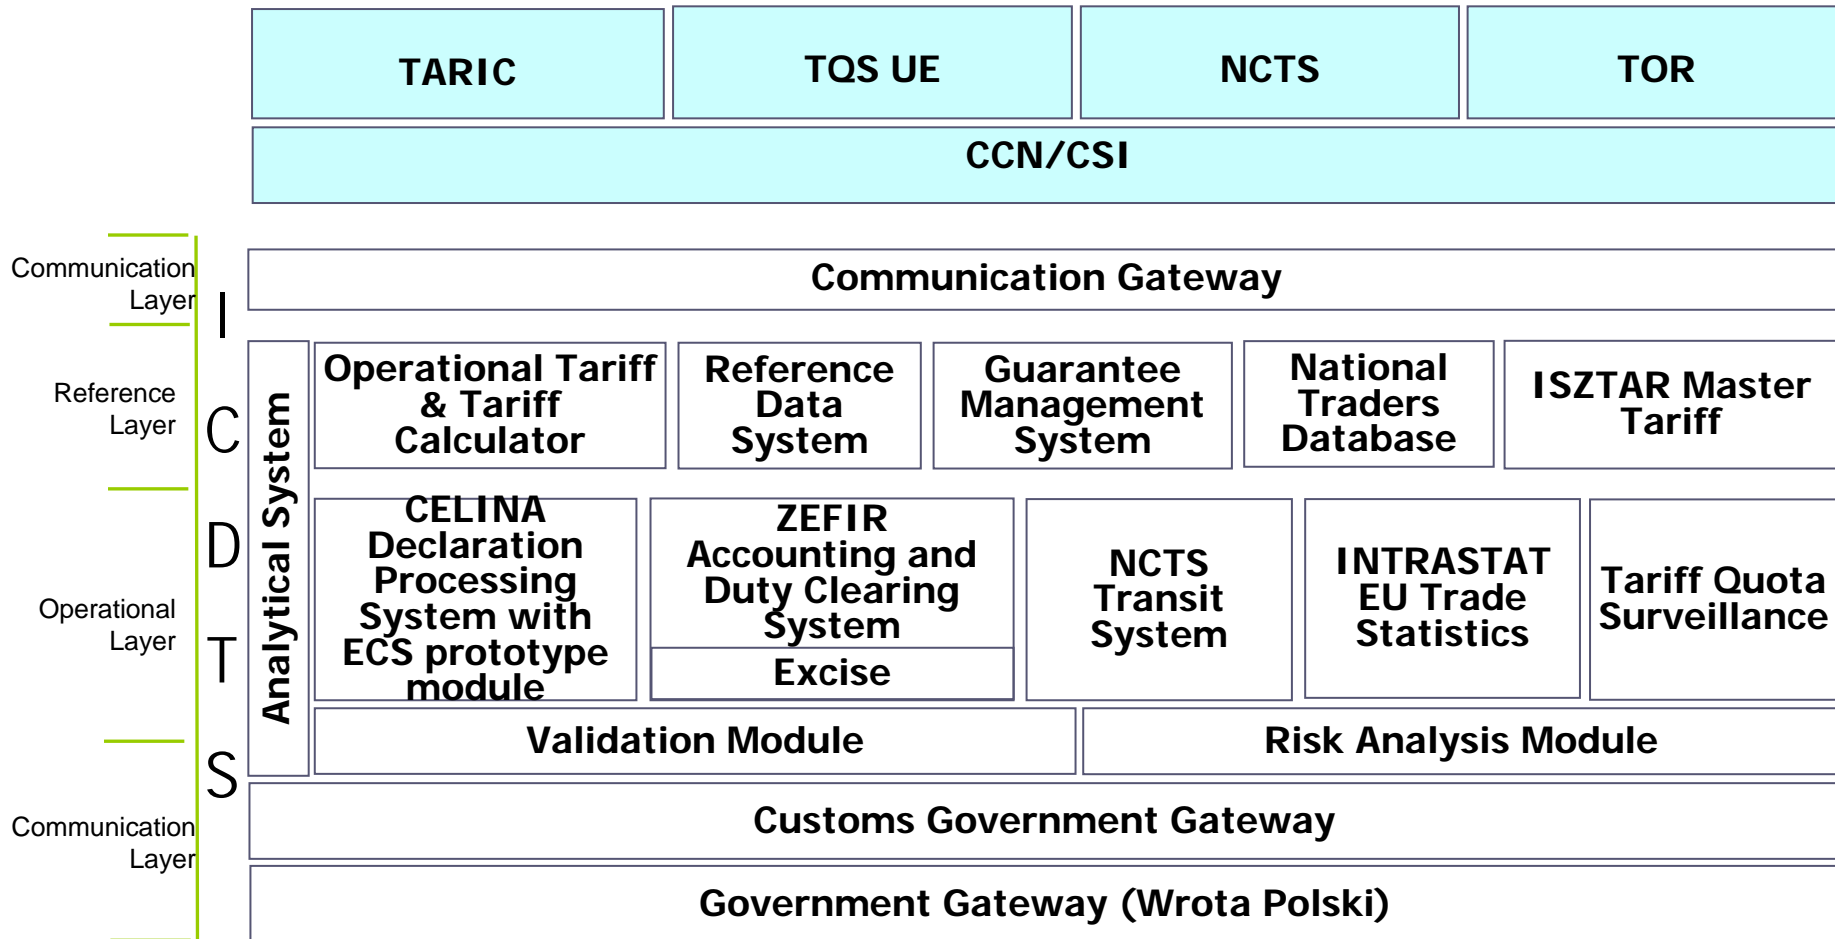 TARIC
TQS UE
NCTS
TOR
CCN/CSI
Communication
Layer
Communication Gateway
I
C
D
T
S
Reference
Layer
Analytical System
Operational Tariff
& Tariff
Calculator
Reference
Data
System
Guarantee
Management
System
National
Traders
Database
ISZTAR Master
Tariff
Operational
Layer
CELINA
Declaration
Processing
System with
ECS prototype
module
ZEFIR
Accounting and
Duty Clearing
System
Excise
NCTS
Transit
System
INTRASTAT
EU Trade
Statistics
Tariff Quota
Surveillance
Validation Module
Risk Analysis Module
Communication
Layer
Customs Government Gateway
Government Gateway (Wrota Polski)